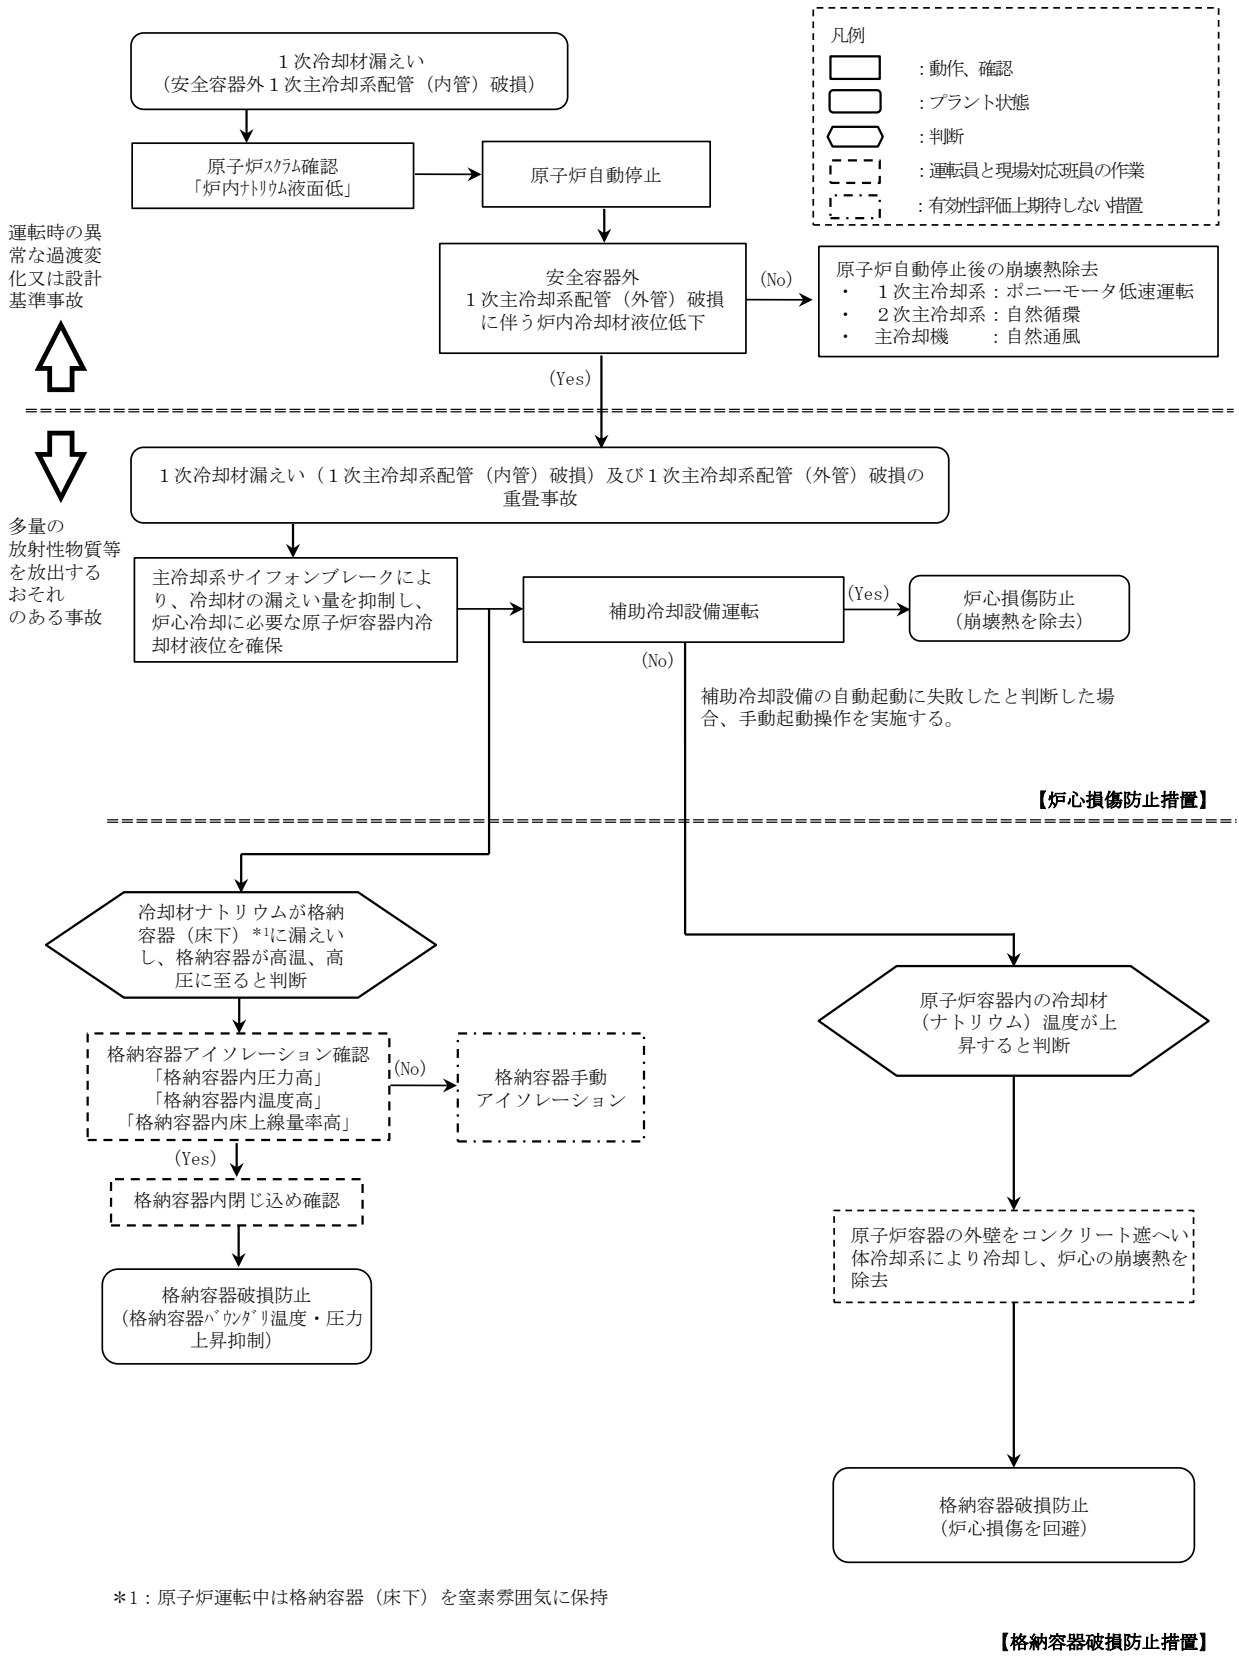 １次冷却材漏えい
（安全容器外１次主冷却系配管（内管）破損）
凡例
：動作、確認
：プラント状態
：判断
：運転員と現場対応班員の作業
：有効性評価上期待しない措置
原子炉ｽｸﾗﾑ確認
「炉内ﾅﾄﾘｳﾑ液面低」
原子炉自動停止
運転時の異
常な過渡変
化又は設計
基準事故
安全容器外
１次主冷却系配管（外管）破損
に伴う炉内冷却材液位低下
(No)
原子炉自動停止後の崩壊熱除去
・　１次主冷却系：ポニーモータ低速運転
・　２次主冷却系：自然循環
・　主冷却機　　：自然通風
(Yes)
１次冷却材漏えい（１次主冷却系配管（内管）破損）及び１次主冷却系配管（外管）破損の
重畳事故
多量の
放射性物質等
を放出する
おそれ
のある事故
主冷却系サイフォンブレークによ
り、冷却材の漏えい量を抑制し、
炉心冷却に必要な原子炉容器内冷
却材液位を確保
補助冷却設備運転
(Yes)
炉心損傷防止
（崩壊熱を除去）
(No)
補助冷却設備の自動起動に失敗したと判断した場
合、手動起動操作を実施する。
【炉心損傷防止措置】
冷却材ナトリウムが格納
容器（床下）*1に漏えい
し、格納容器が高温、高
圧に至ると判断
原子炉容器内の冷却材
（ナトリウム）温度が上
昇すると判断
格納容器アイソレーション確認
「格納容器内圧力高」
「格納容器内温度高」
「格納容器内床上線量率高」
(No)
格納容器手動
アイソレーション
(Yes)
格納容器内閉じ込め確認
原子炉容器の外壁をコンクリート遮へい
体冷却系により冷却し、炉心の崩壊熱を
除去
格納容器破損防止
（格納容器ﾊﾞｳﾝﾀﾞﾘ温度・圧力
上昇抑制）
格納容器破損防止
（炉心損傷を回避）
＊1：原子炉運転中は格納容器（床下）を窒素雰囲気に保持
【格納容器破損防止措置】